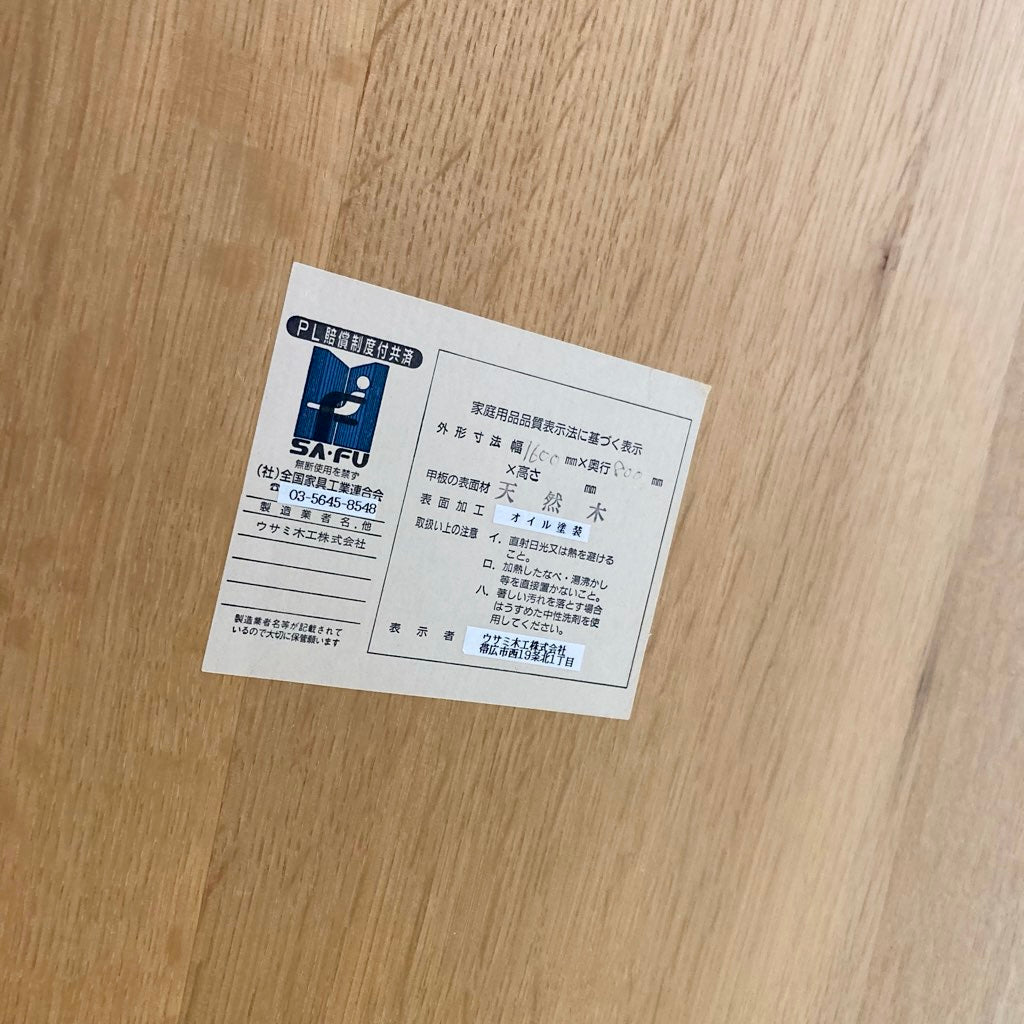 PL賠償制度付共済
SA・FU
無断使用を禁ず
(社)全国家具工業連合会
☎ 03-5645-8548
製造業者名.他
ウサミ木工株式会社
製造業者名等が記載されて
いるので大切に保管願います
家庭用品品質表示法に基づく表示
外形寸法 幅1600㎜×奥行800㎜
×高さ ㎜
甲板の表面材 天然木
表面加工 オイル塗装
取扱い上の注意 イ. 直射日光又は熱を避ける
こと。
ロ. 加熱したなべ・湯沸かし
等を直接置かないこと。
ハ. 著しい汚れを落とす場合
はうすめた中性洗剤を使
用してください。
表示者 ウサミ木工株式会社
帯広市西19条北1丁目